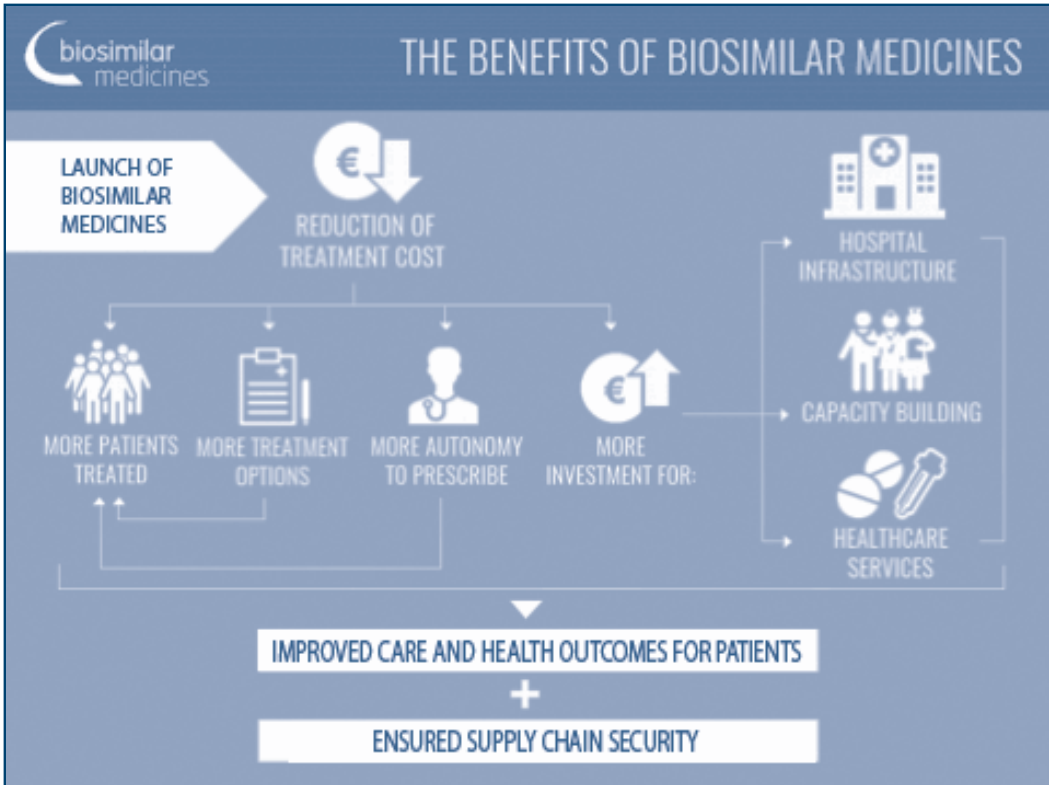 biosimilar
medicines
THE BENEFITS OF BIOSIMILAR MEDICINES
LAUNCH OF
BIOSIMILAR
MEDICINES
€
REDUCTION OF
TREATMENT COST
HOSPITAL
INFRASTRUCTURE
MORE PATIENTS
TREATED
MORE TREATMENT
OPTIONS
MORE AUTONOMY
TO PRESCRIBE
€
MORE
INVESTMENT FOR:
CAPACITY BUILDING
HEALTHCARE
SERVICES
IMPROVED CARE AND HEALTH OUTCOMES FOR PATIENTS
+
ENSURED SUPPLY CHAIN SECURITY